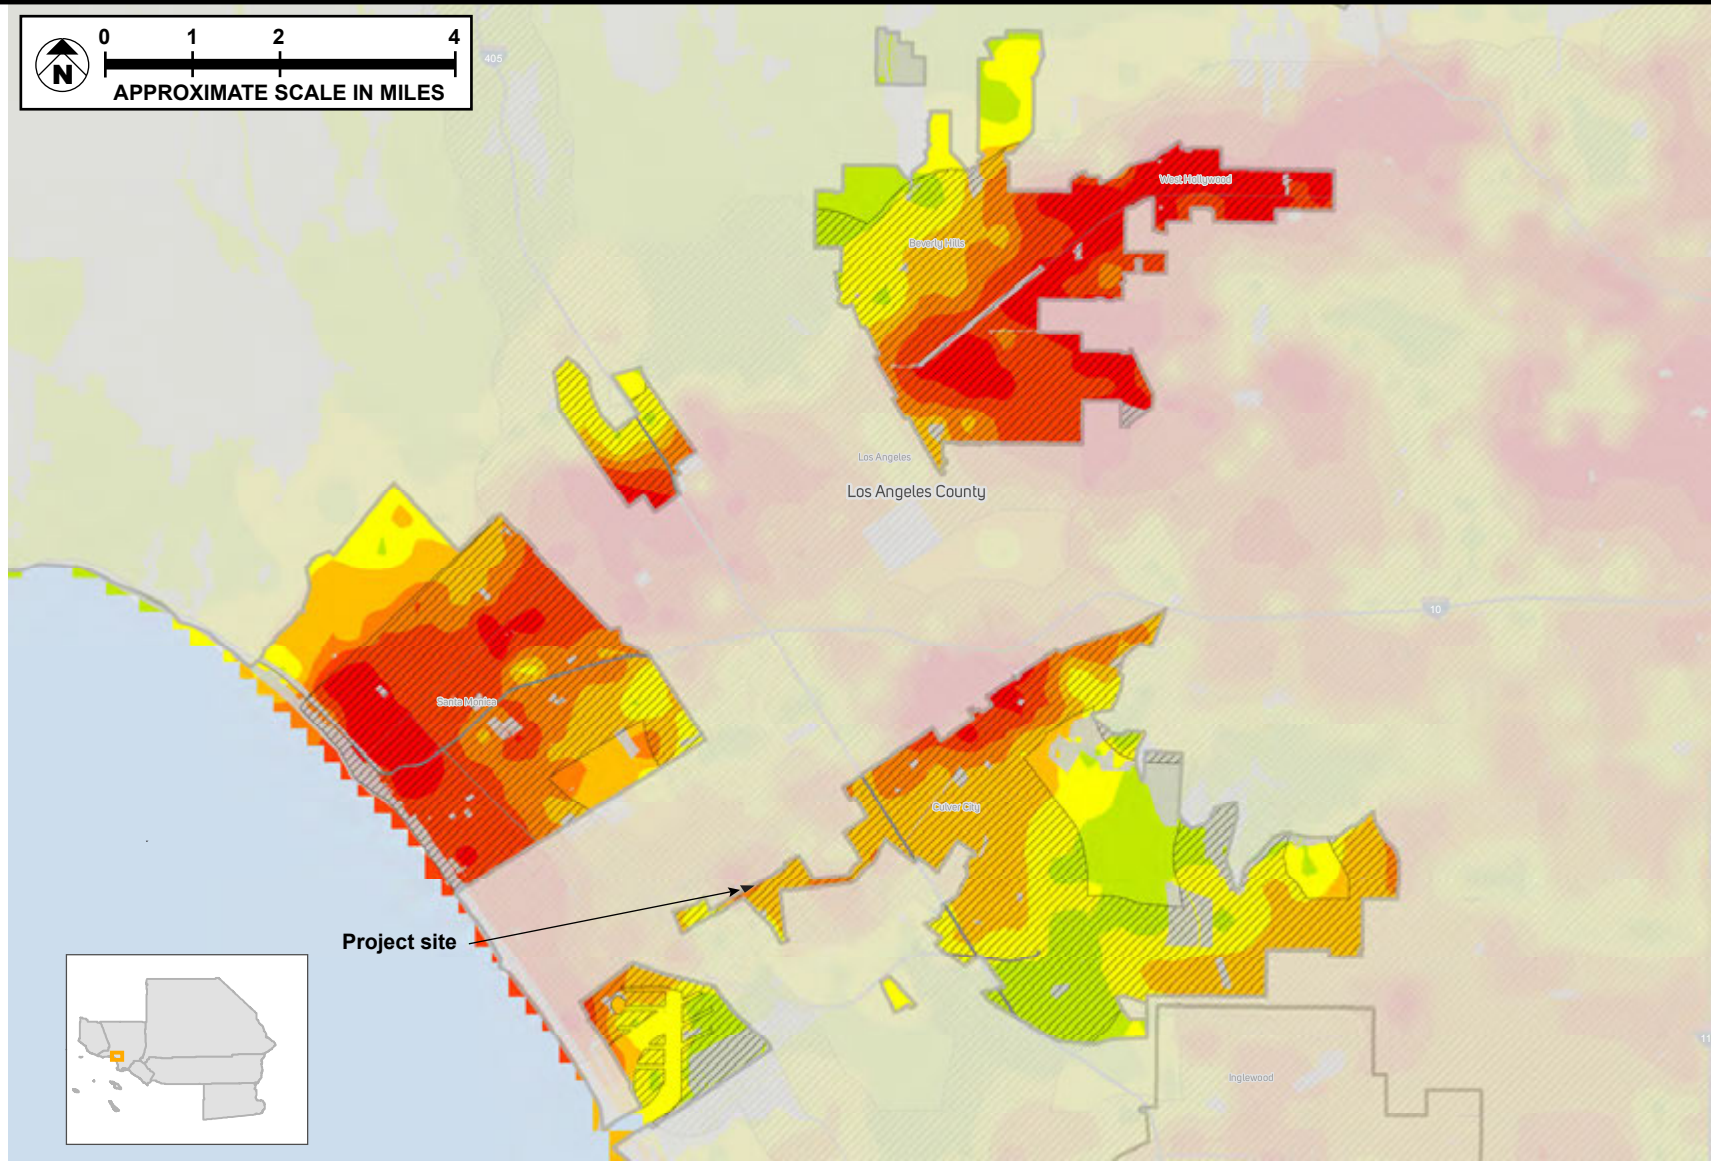 0 1 2 4
N
APPROXIMATE SCALE IN MILES
405
West Hollywood
Beverly Hills
Los Angeles
Los Angeles County
10
Santa Monica
Culver City
Project site
11
Inglewood